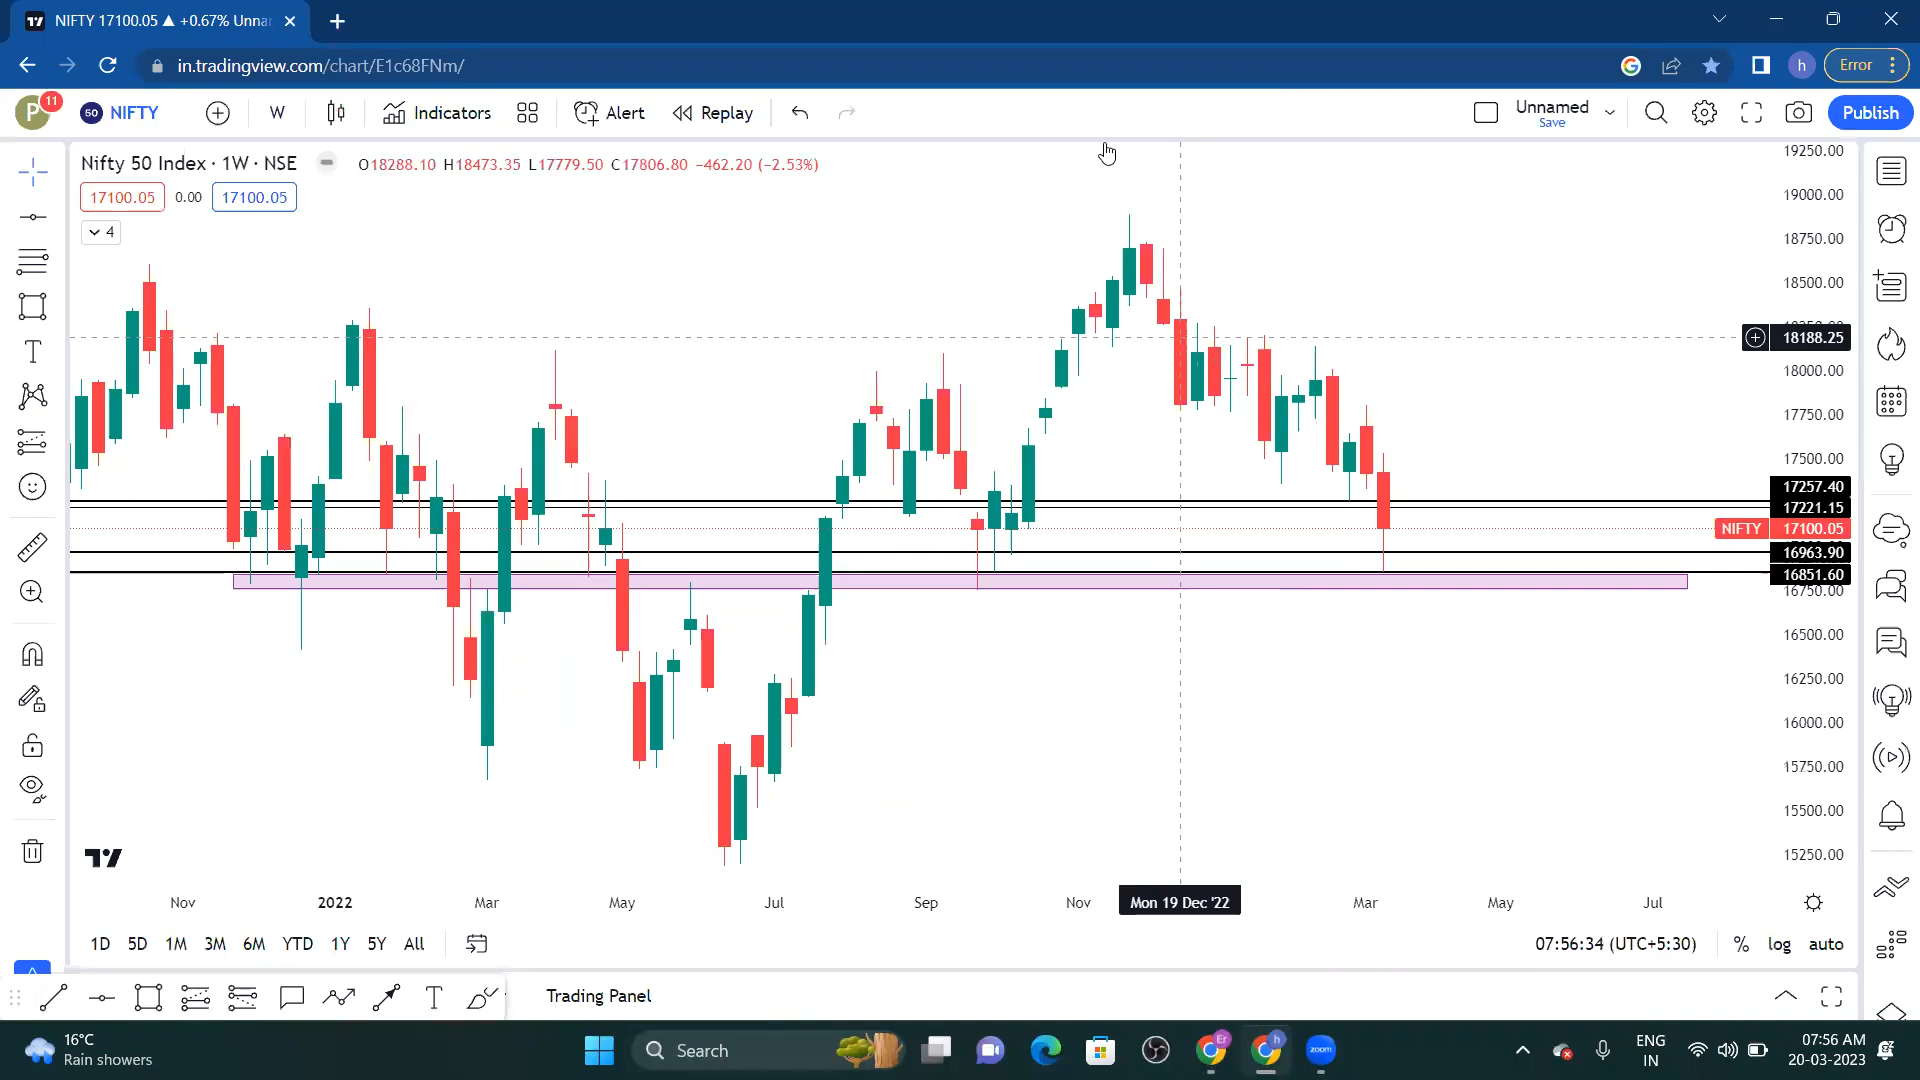 NIFTY 17100.05 ▲ +0.67% Unnar
in.tradingview.com/chart/E1c68FNm/
h
Error
P
11
50 NIFTY
W
Indicators
Alert
Replay
Unnamed
Save
Publish
Nifty 50 Index · 1W · NSE
O18288.10 H18473.35 L17779.50 C17806.80 −462.20 (−2.53%)
17100.05 0.00 17100.05
4
19250.00
19000.00
18750.00
18500.00
18188.25
18000.00
17750.00
17500.00
17257.40
17221.15
NIFTY 17100.05
16963.90
16851.60
16750.00
16500.00
16250.00
16000.00
15750.00
15500.00
15250.00
Nov 2022 Mar May Jul Sep Nov Mon 19 Dec '22 Mar May Jul
1D 5D 1M 3M 6M YTD 1Y 5Y All
07:56:34 (UTC+5:30) % log auto
Trading Panel
16°C
Rain showers
Search
Er
h
zoom
ENG
IN
07:56 AM
20-03-2023